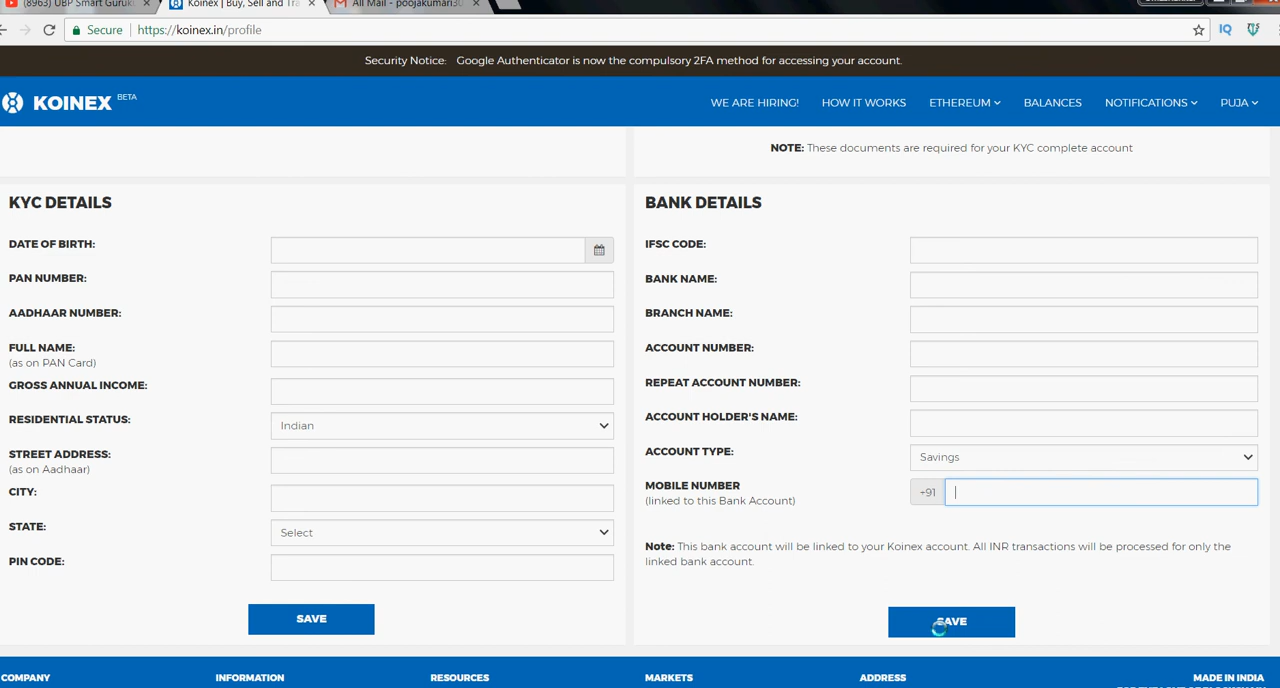 (8963) UBP Smart Guruku
Koinex | Buy, Sell and Tra
All Mail - poojakumari30
Secure
https://koinex.in/profile
IQ
Security Notice: Google Authenticator is now the compulsory 2FA method for accessing your account.
KOINEX BETA
WE ARE HIRING!
HOW IT WORKS
ETHEREUM
BALANCES
NOTIFICATIONS
PUJA
NOTE: These documents are required for your KYC complete account
KYC DETAILS
DATE OF BIRTH:
PAN NUMBER:
AADHAAR NUMBER:
FULL NAME:
(as on PAN Card)
GROSS ANNUAL INCOME:
RESIDENTIAL STATUS:
Indian
STREET ADDRESS:
(as on Aadhaar)
CITY:
STATE:
Select
PIN CODE:
SAVE
BANK DETAILS
IFSC CODE:
BANK NAME:
BRANCH NAME:
ACCOUNT NUMBER:
REPEAT ACCOUNT NUMBER:
ACCOUNT HOLDER'S NAME:
ACCOUNT TYPE:
Savings
MOBILE NUMBER
(linked to this Bank Account)
+91
Note: This bank account will be linked to your Koinex account. All INR transactions will be processed for only the
linked bank account.
SAVE
COMPANY
INFORMATION
RESOURCES
MARKETS
ADDRESS
MADE IN INDIA